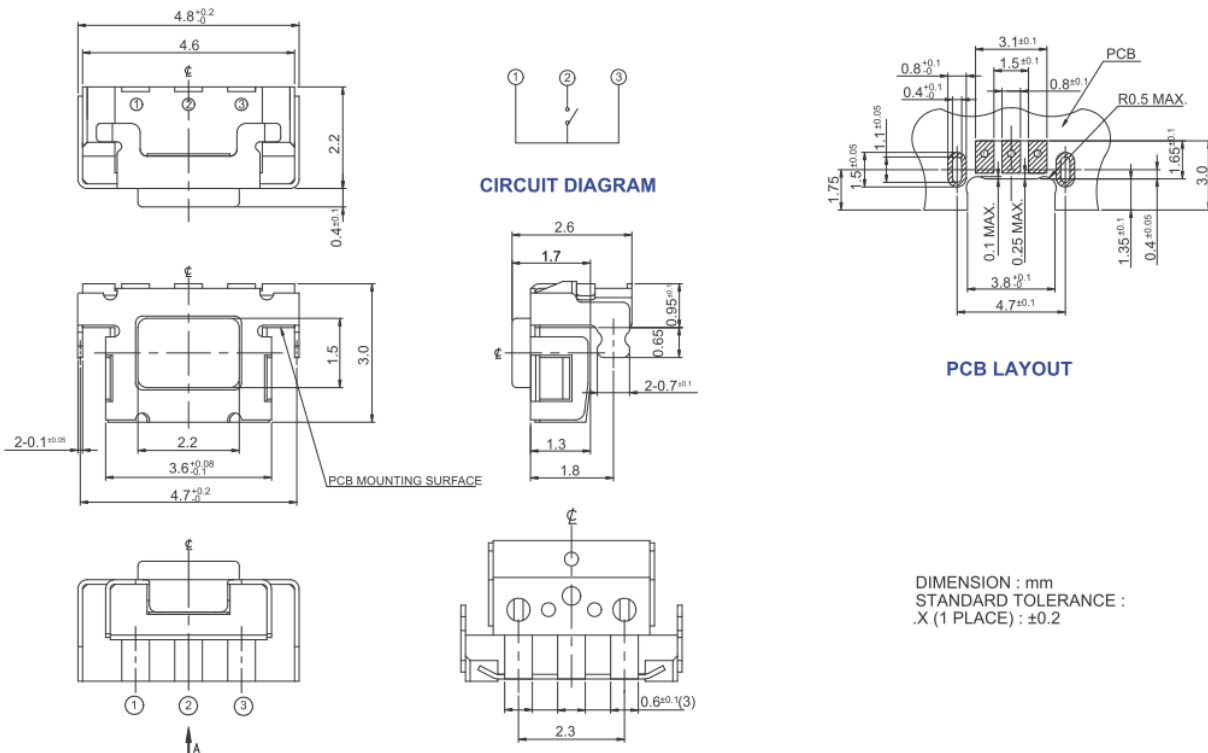 4.8+0.2-0
4.6
℄
① ② ③
2.2
0.4±0.1
① ② ③
CIRCUIT DIAGRAM
3.1±0.1
1.5±0.1
0.8+0.1-0
0.8±0.1
0.4+0.1-0
PCB
R0.5 MAX.
1.1±0.05
1.5±0.05
1.75
1.65±0.1
3.0
0.1 MAX.
0.25 MAX.
1.35±0.1
0.4±0.05
3.8+0.1-0
4.7±0.1
PCB LAYOUT
℄
1.5
3.0
2-0.1±0.05
2.2
3.6+0.08-0.1
4.7+0.2-0
PCB MOUNTING SURFACE
2.6
1.7
0.95±0.1
0.65
℄
2-0.7±0.1
1.3
1.8
℄
① ② ③
A
℄
0.6±0.1(3)
2.3
DIMENSION : mm
STANDARD TOLERANCE :
.X (1 PLACE) : ±0.2